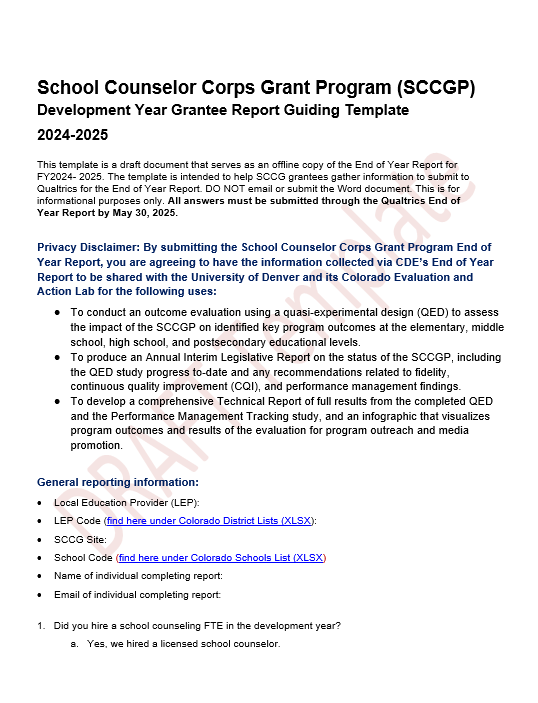 School Counselor Corps Grant Program (SCCGP)
Development Year Grantee Report Guiding Template
2024-2025
This template is a draft document that serves as an offline copy of the End of Year Report for
FY2024- 2025. The template is intended to help SCCG grantees gather information to submit to
Qualtrics for the End of Year Report. DO NOT email or submit the Word document. This is for
informational purposes only. All answers must be submitted through the Qualtrics End of
Year Report by May 30, 2025.
Privacy Disclaimer: By submitting the School Counselor Corps Grant Program End of
Year Report, you are agreeing to have the information collected via CDE's End of Year
Report to be shared with the University of Denver and its Colorado Evaluation and
Action Lab for the following uses:
● To conduct an outcome evaluation using a quasi-experimental design (QED) to assess
the impact of the SCCGP on identified key program outcomes at the elementary, middle
school, high school, and postsecondary educational levels.
● To produce an Annual Interim Legislative Report on the status of the SCCGP, including
the QED study progress to-date and any recommendations related to fidelity,
continuous quality improvement (CQI), and performance management findings.
● To develop a comprehensive Technical Report of full results from the completed QED
and the Performance Management Tracking study, and an infographic that visualizes
program outcomes and results of the evaluation for program outreach and media
promotion.
General reporting information:
• Local Education Provider (LEP):
• LEP Code (find here under Colorado District Lists (XLSX):
• SCCG Site:
• School Code (find here under Colorado Schools List (XLSX)
• Name of individual completing report:
• Email of individual completing report:
1. Did you hire a school counseling FTE in the development year?
a. Yes, we hired a licensed school counselor.
DRAFT Template